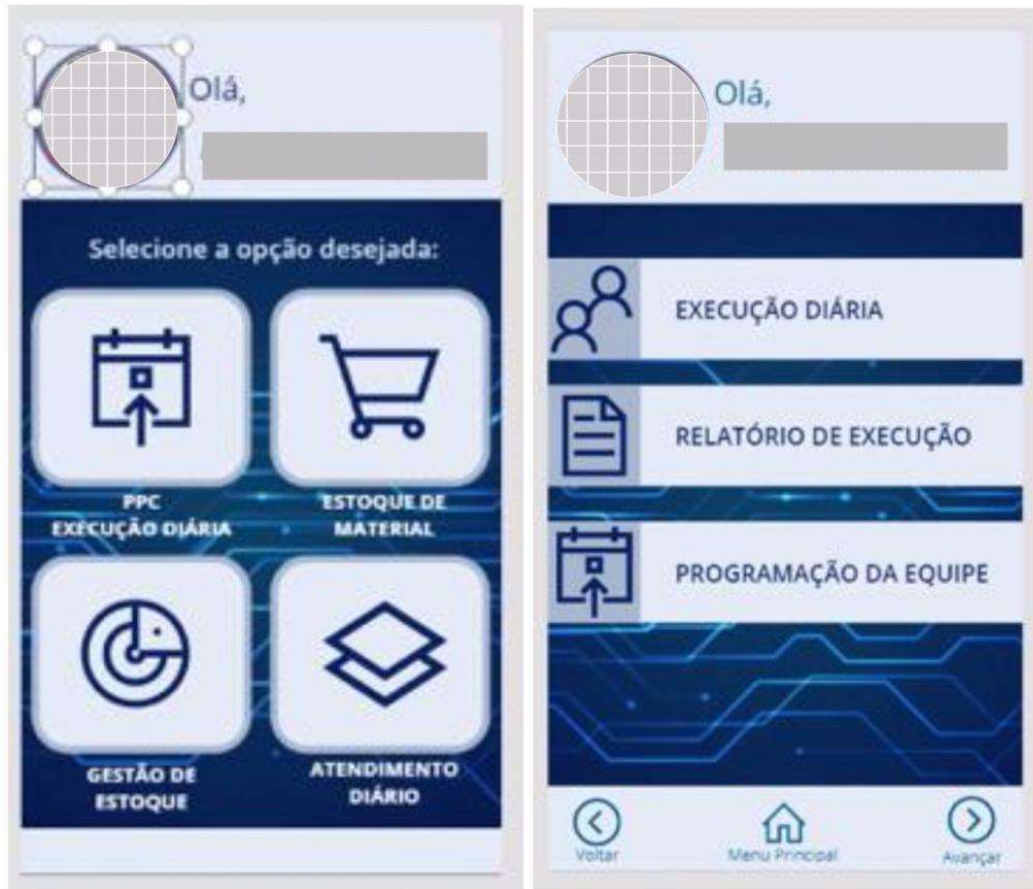 Olá,
Selecione a opção desejada:
PPC
EXECUÇÃO DIÁRIA
ESTOQUE DE
MATERIAL
GESTÃO DE
ESTOQUE
ATENDIMENTO
DIÁRIO
Olá,
EXECUÇÃO DIÁRIA
RELATÓRIO DE EXECUÇÃO
PROGRAMAÇÃO DA EQUIPE
Voltar
Menu Principal
Avançar